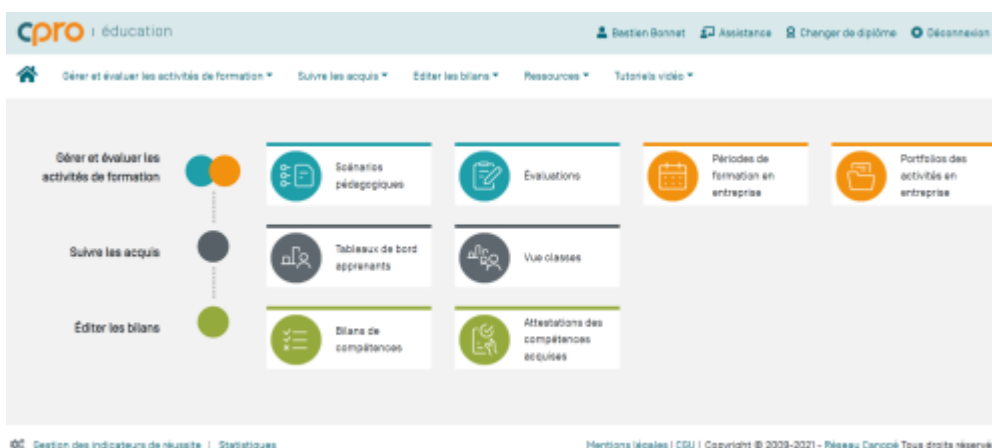 cpro | éducation
Bastien Bonnet Assistance Changer de diplôme Déconnexion
Gérer et évaluer les activités de formation Suivre les acquis Editer les bilans Ressources Tutoriels vidéo
Gérer et évaluer les
activités de formation
Scénarios
pédagogiques
Évaluations
Périodes de
formation en
entreprise
Portfolios des
activités en
entreprise
Suivre les acquis
Tableaux de bord
apprenants
Vue classes
Éditer les bilans
Bilans de
compétences
Attestations des
compétences
acquises
Gestion des indicateurs de réussite | Statistiques
Mentions légales | CGU | Copyright © 2009-2021 - Réseau Canopé Tous droits réservé